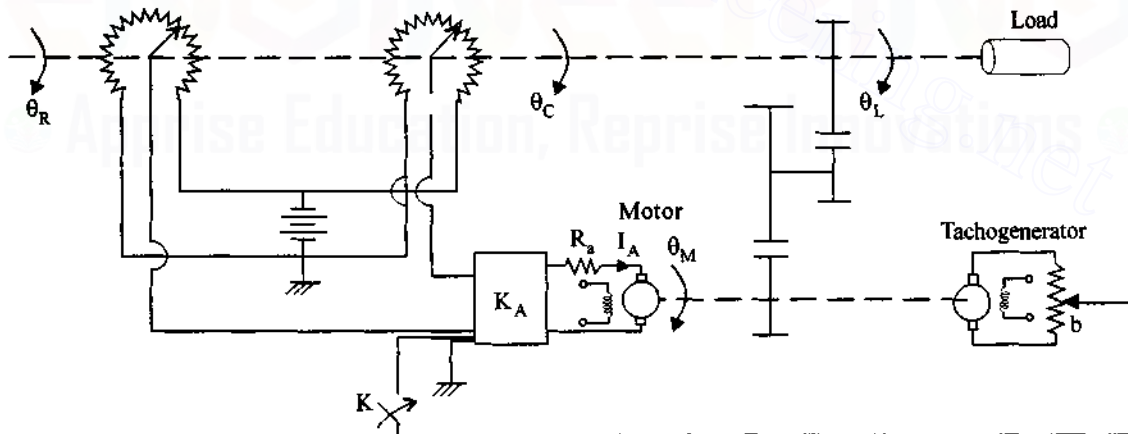 Load
θR
θC
θL
Apprise Education, Reprise Innovations
Motor
Tachogenerator
Ra
IA
θM
KA
b
K